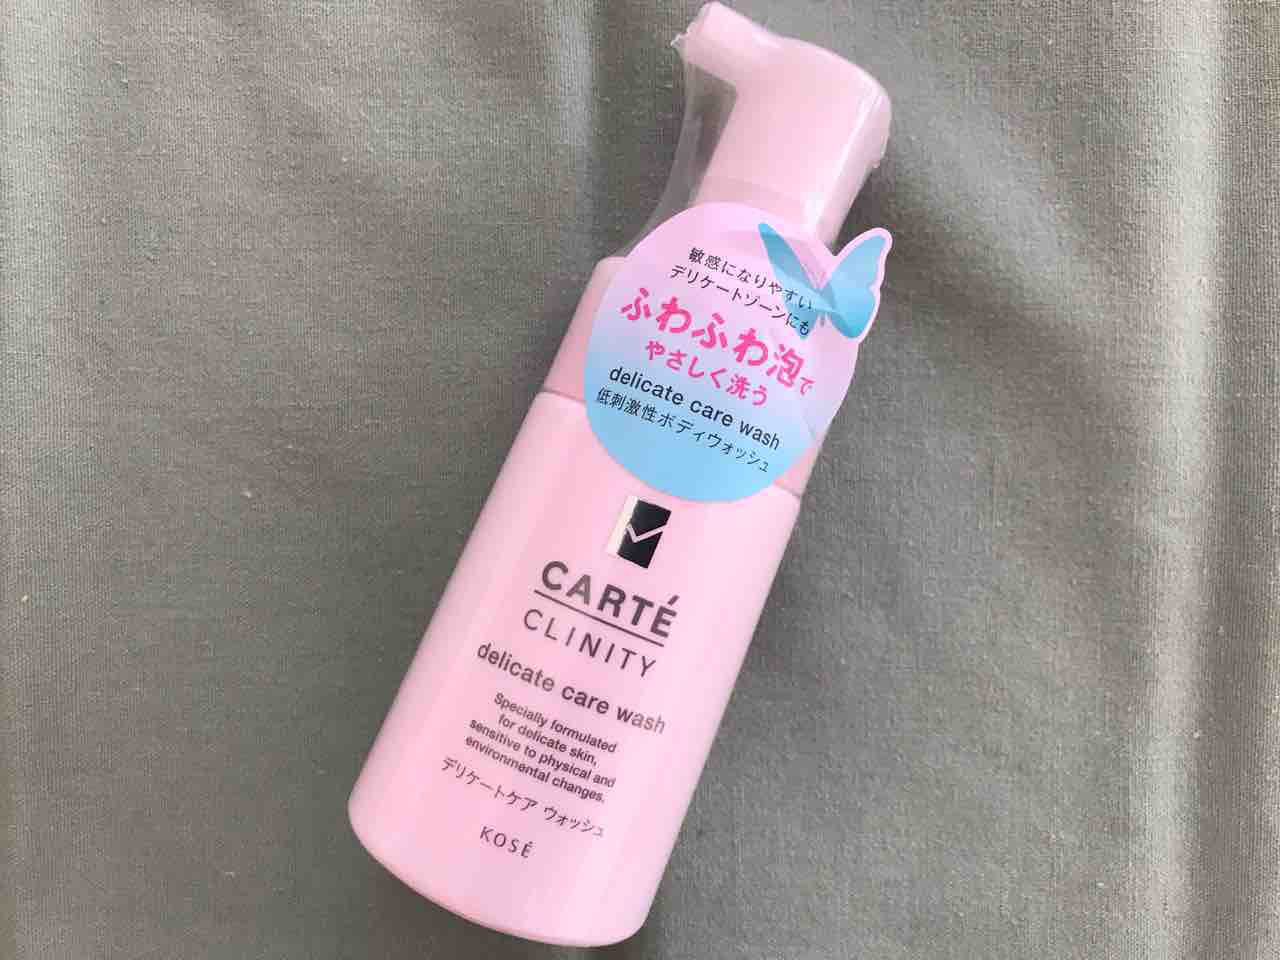 敏感になりやすい
デリケートゾーンにも
ふわふわ泡で
やさしく洗う
delicate care wash
低刺激性ボディウォッシュ
CARTÉ
CLINITY
delicate care wash
Specially formulated
for delicate skin,
sensitive to physical and
environmental changes.
デリケートケア ウォッシュ
KOSÉ